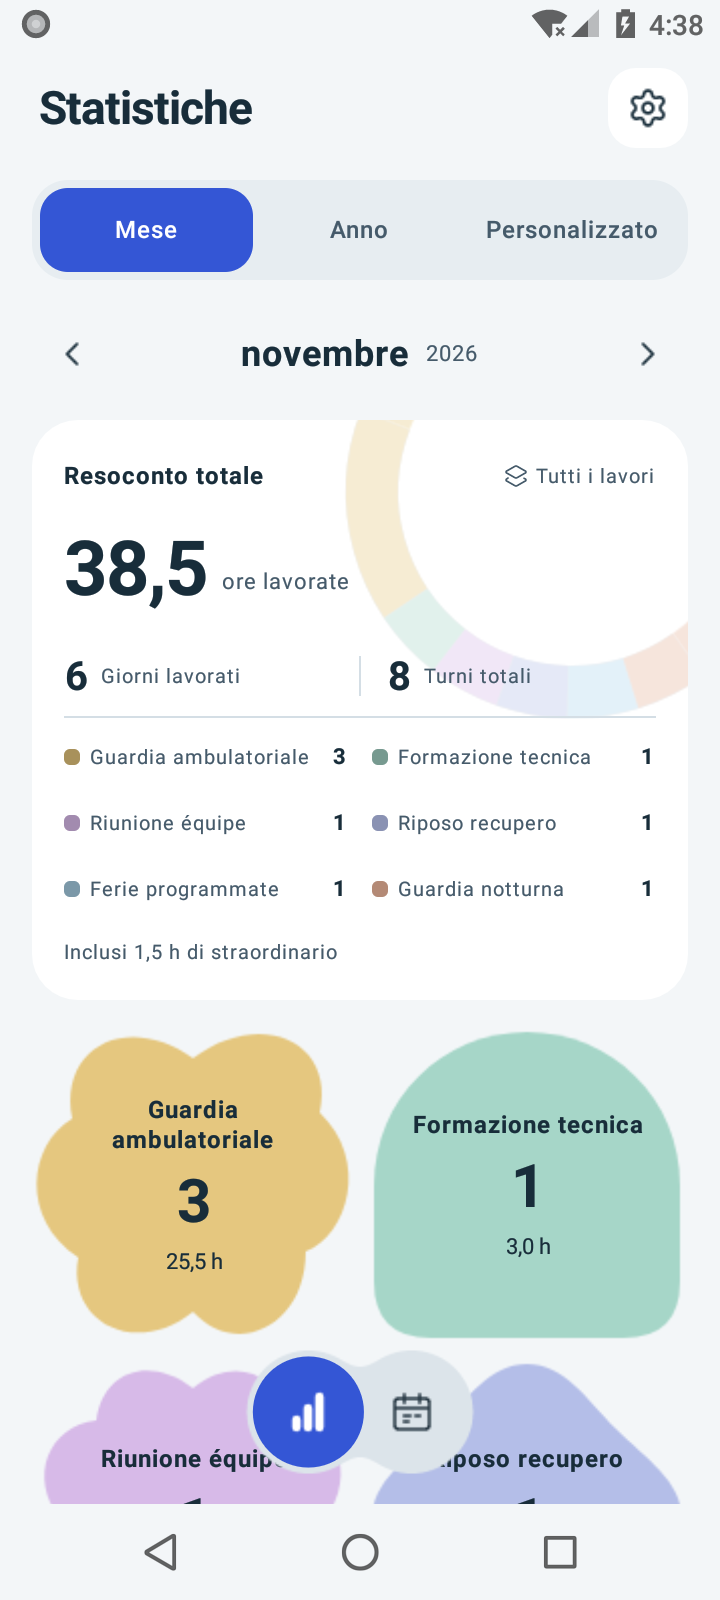 4:38
Statistiche
Mese Anno Personalizzato
novembre 2026
Resoconto totale Tutti i lavori
38,5 ore lavorate
6 Giorni lavorati 8 Turni totali
Guardia ambulatoriale 3 Formazione tecnica 1
Riunione équipe 1 Riposo recupero 1
Ferie programmate 1 Guardia notturna 1
Inclusi 1,5 h di straordinario
Guardia
ambulatoriale
3
25,5 h
Formazione tecnica
1
3,0 h
Riunione équipe
recupero